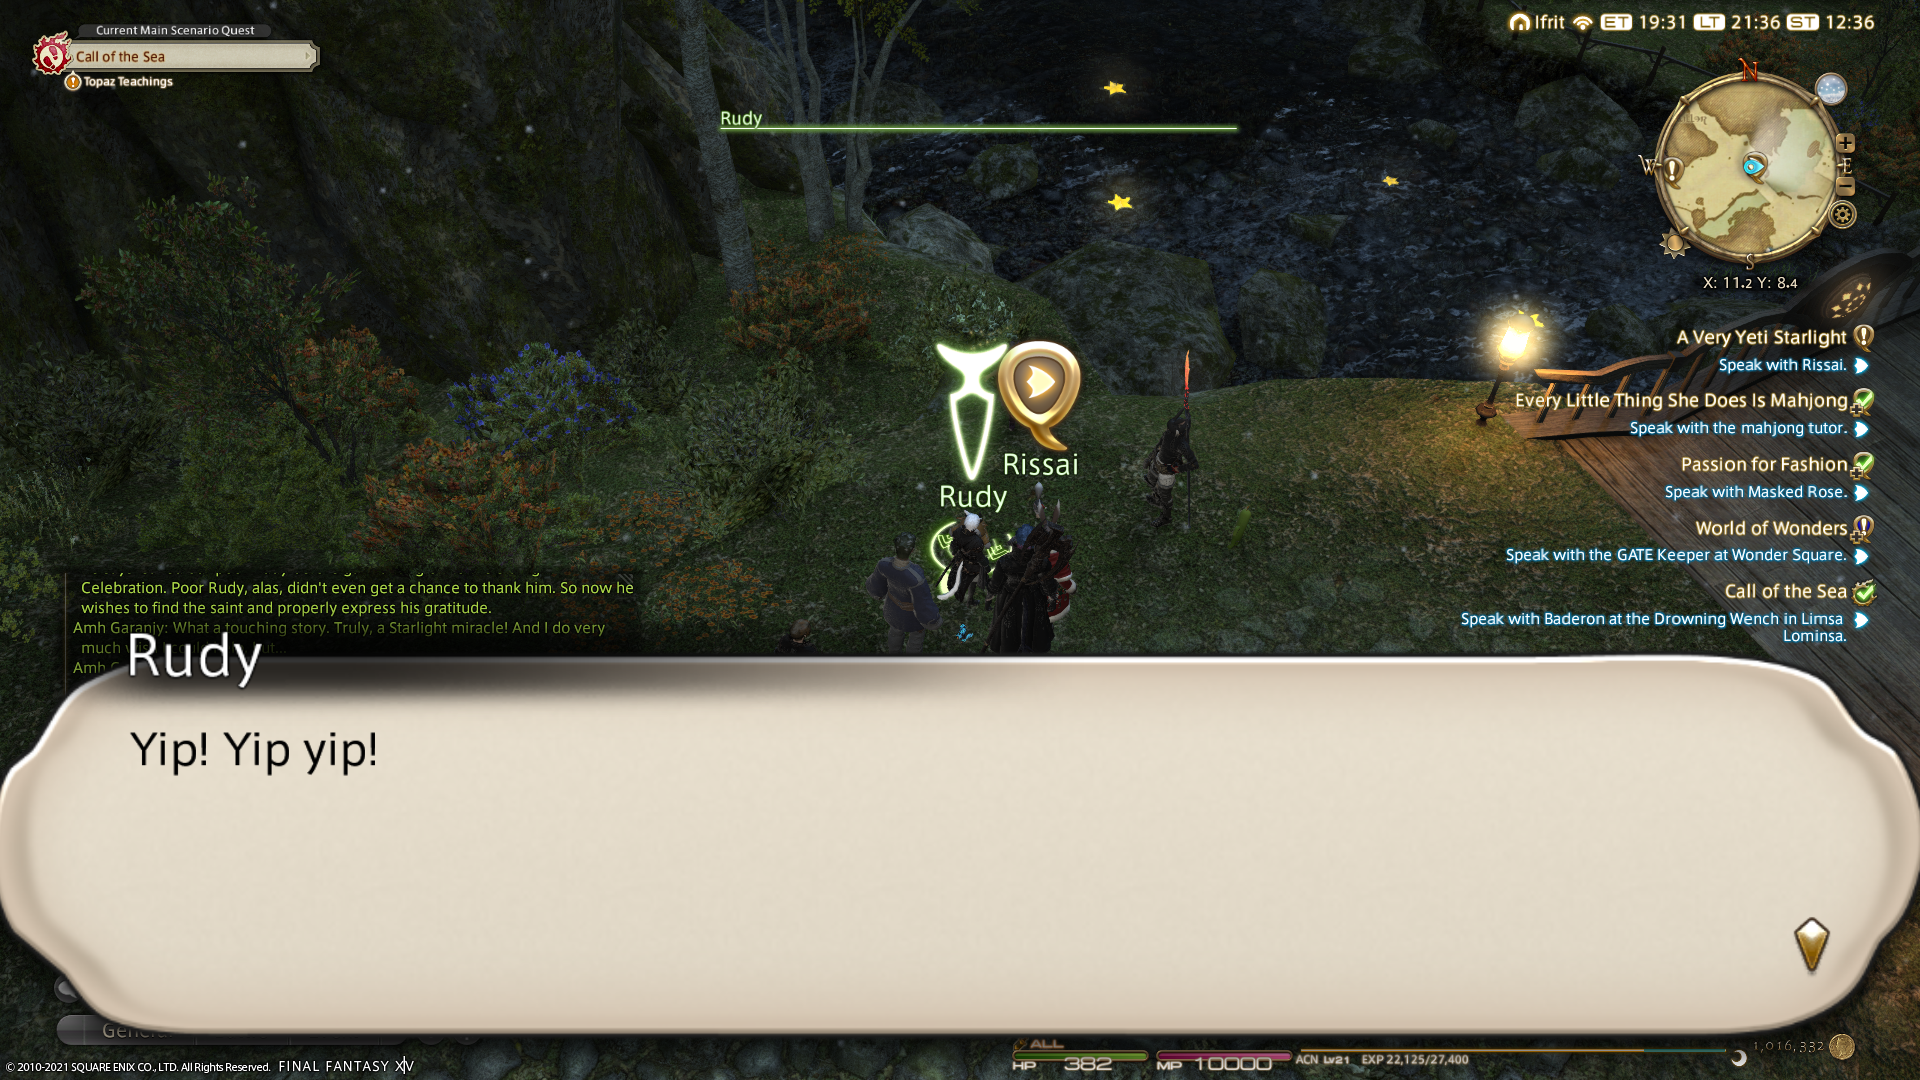 Current Main Scenario Quest
Call of the Sea
Topaz Teachings
Ifrit ET 19:31 LT 21:36 ST 12:36
Rudy
N
W
E
S
X: 11.2 Y: 8.4
A Very Yeti Starlight
Speak with Rissai.
Every Little Thing She Does Is Mahjong
Speak with the mahjong tutor.
Passion for Fashion
Speak with Masked Rose.
World of Wonders
Speak with the GATE Keeper at Wonder Square.
Call of the Sea
Speak with Baderon at the Drowning Wench in Limsa
Lominsa.
Rissai
Rudy
Celebration. Poor Rudy, alas, didn't even get a chance to thank him. So now he
wishes to find the saint and properly express his gratitude.
Amh Garanjy: What a touching story. Truly, a Starlight miracle! And I do very
much
Amh
Rudy
Yip! Yip yip!
ALL
HP 382 MP 10000 ACN Lv21 EXP 22,125/27,400
1,016,332
© 2010-2021 SQUARE ENIX CO., LTD. All Rights Reserved. FINAL FANTASY XIV